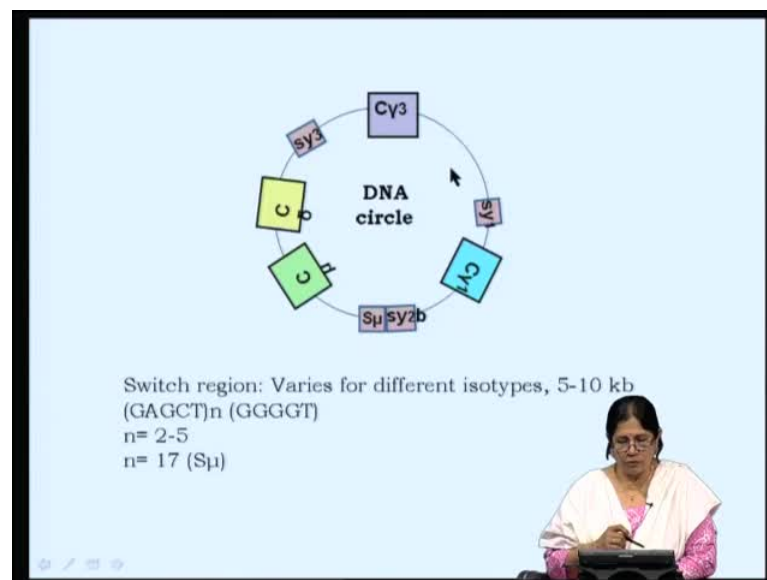 Cγ3
sγ3
sγ1
C δ
DNA
circle
C μ
Cγ1
Sμ sγ2b
Switch region: Varies for different isotypes, 5-10 kb
(GAGCT)n (GGGGT)
n= 2-5
n= 17 (Sμ)